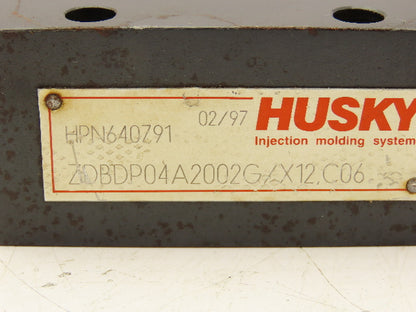 02/97 HUSKY
HPN640791
Injection molding system
ZDBDP04A2002G/X12,C06